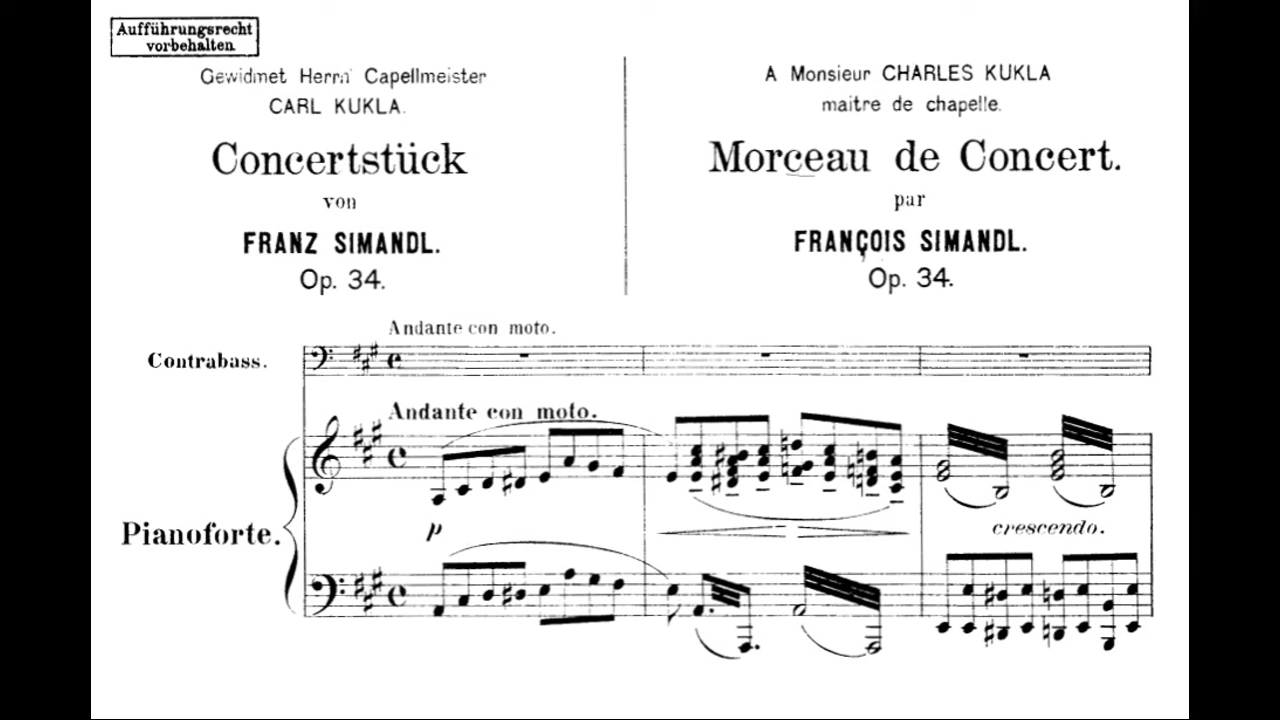 Aufführungsrecht
vorbehalten.
Gewidmet Herrn Capellmeister
CARL KUKLA.
Concertstück
von
FRANZ SIMANDL.
Op. 34.
A Monsieur CHARLES KUKLA
maitre de chapelle.
Morceau de Concert.
par
FRANÇOIS SIMANDL.
Op. 34.
Andante con moto.
Contrabass.
Andante con moto.
Pianoforte.
p
crescendo.